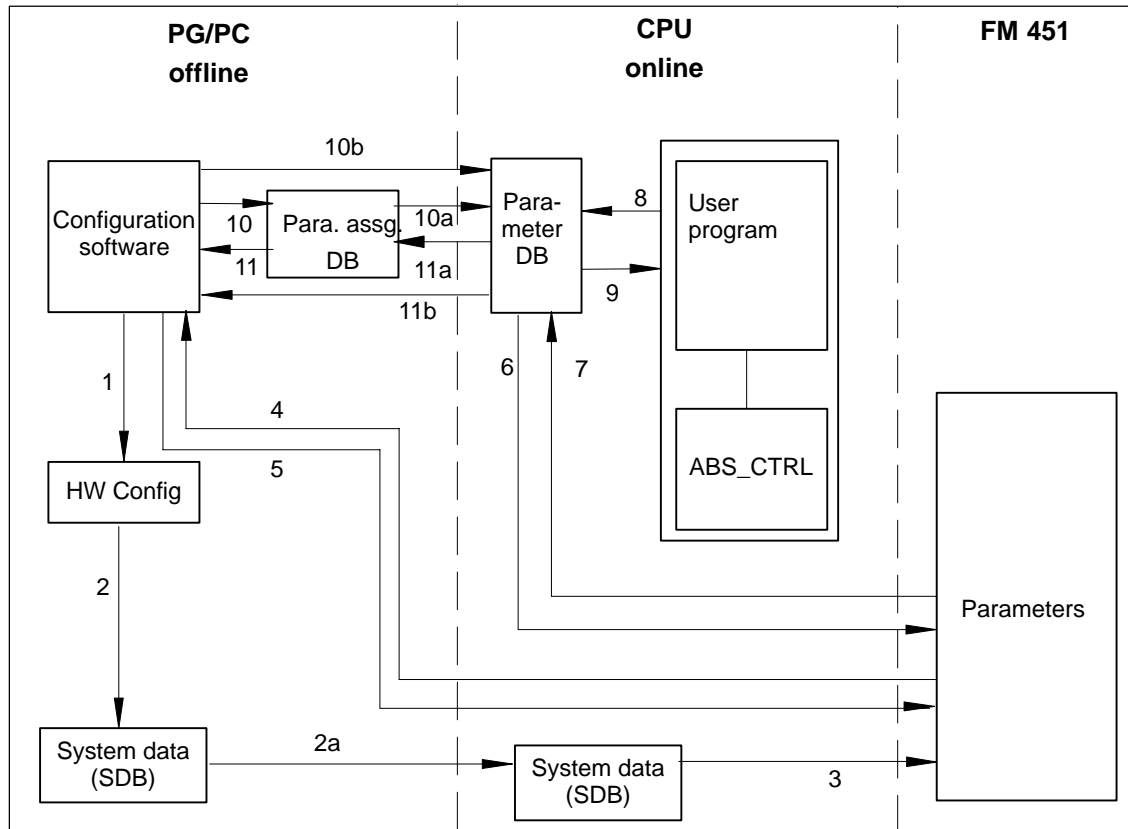 PG/PC
offline
CPU
online
FM 451
10b
Configuration
software
10
11
Para. assg.
DB
10a
11a
11b
Para-
meter
DB
8
9
User
program
ABS_CTRL
1
4
5
6
7
HW Config
2
Parameters
System data
(SDB)
2a
System data
(SDB)
3